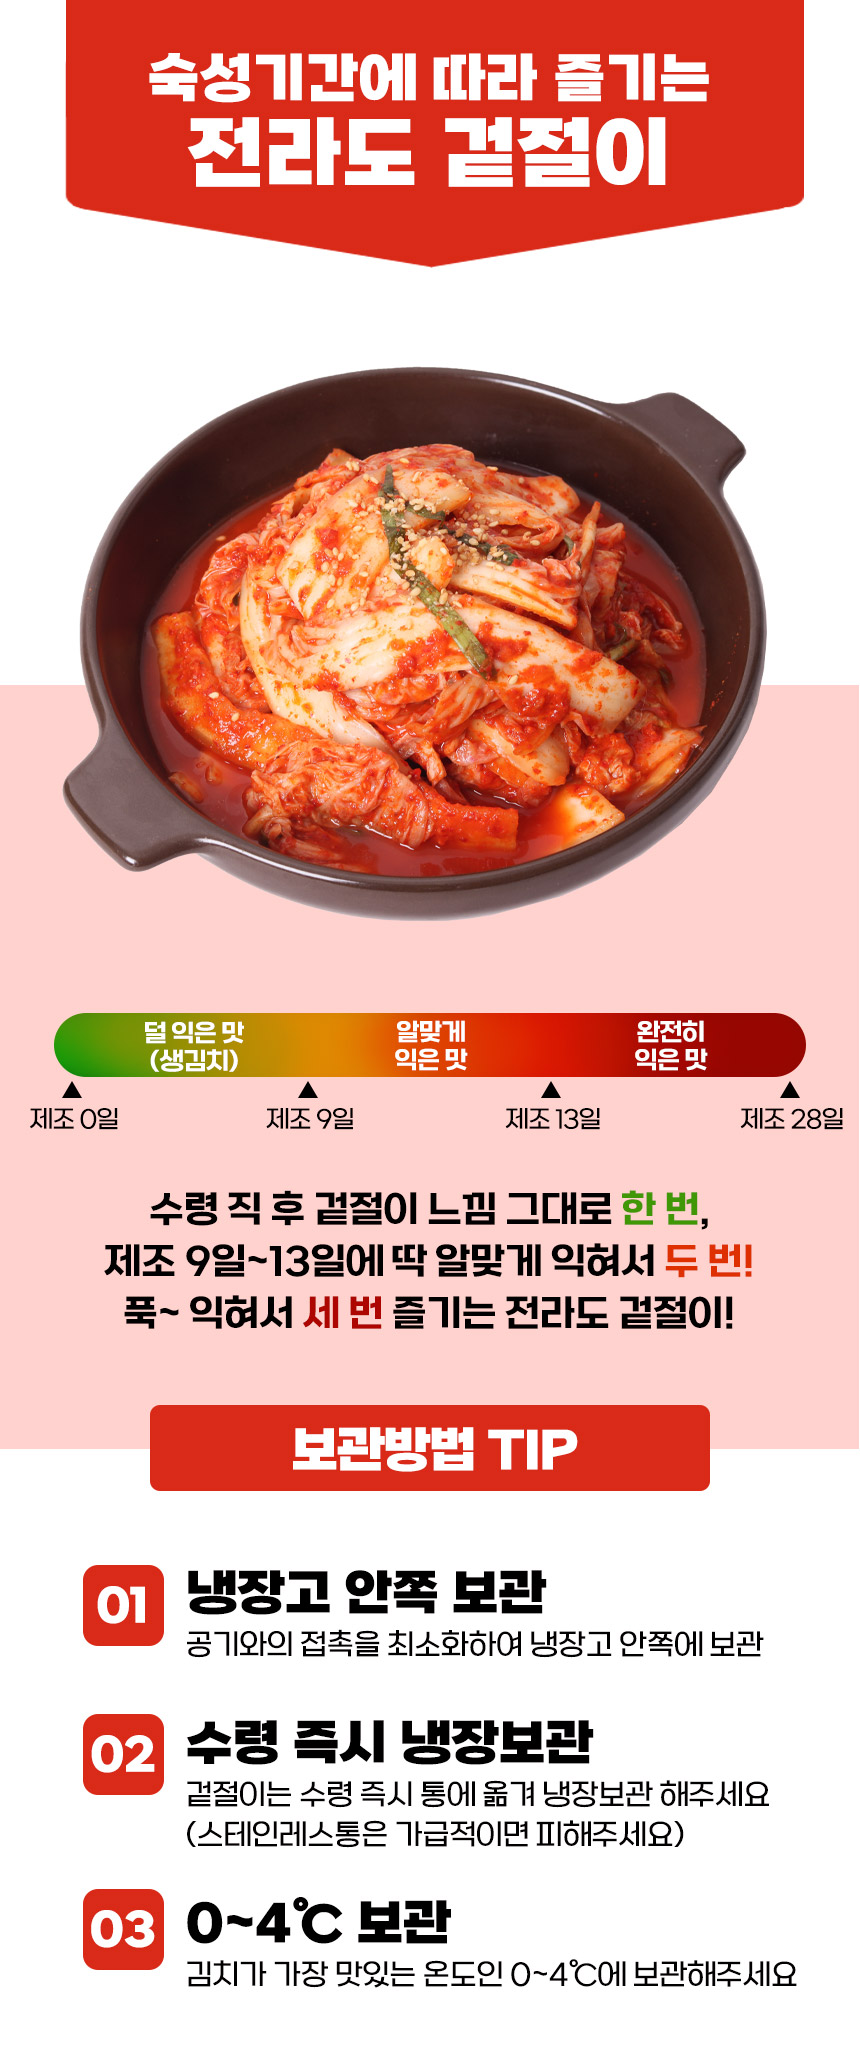 숙성기간에 따라 즐기는
전라도 겉절이
덜 익은 맛
(생김치)
알맞게
익은 맛
완전히
익은 맛
제조 0일
제조 9일
제조 13일
제조 28일
수령 직 후 겉절이 느낌 그대로 한 번,
제조 9일~13일에 딱 알맞게 익혀서 두 번!
푹~ 익혀서 세 번 즐기는 전라도 겉절이!
보관방법 TIP
01
냉장고 안쪽 보관
공기와의 접촉을 최소화하여 냉장고 안쪽에 보관
02
수령 즉시 냉장보관
겉절이는 수령 즉시 통에 옮겨 냉장보관 해주세요
(스테인레스통은 가급적이면 피해주세요)
03
0~4℃ 보관
김치가 가장 맛있는 온도인 0~4℃에 보관해주세요